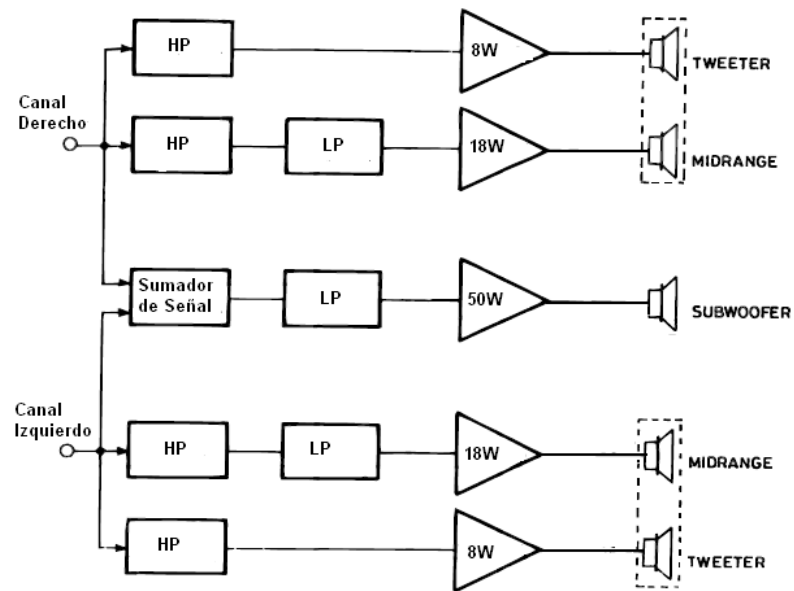 HP
8W
TWEETER
Canal
Derecho
HP
LP
18W
MIDRANGE
Sumador
de Señal
LP
50W
SUBWOOFER
Canal
Izquierdo
HP
LP
18W
MIDRANGE
HP
8W
TWEETER